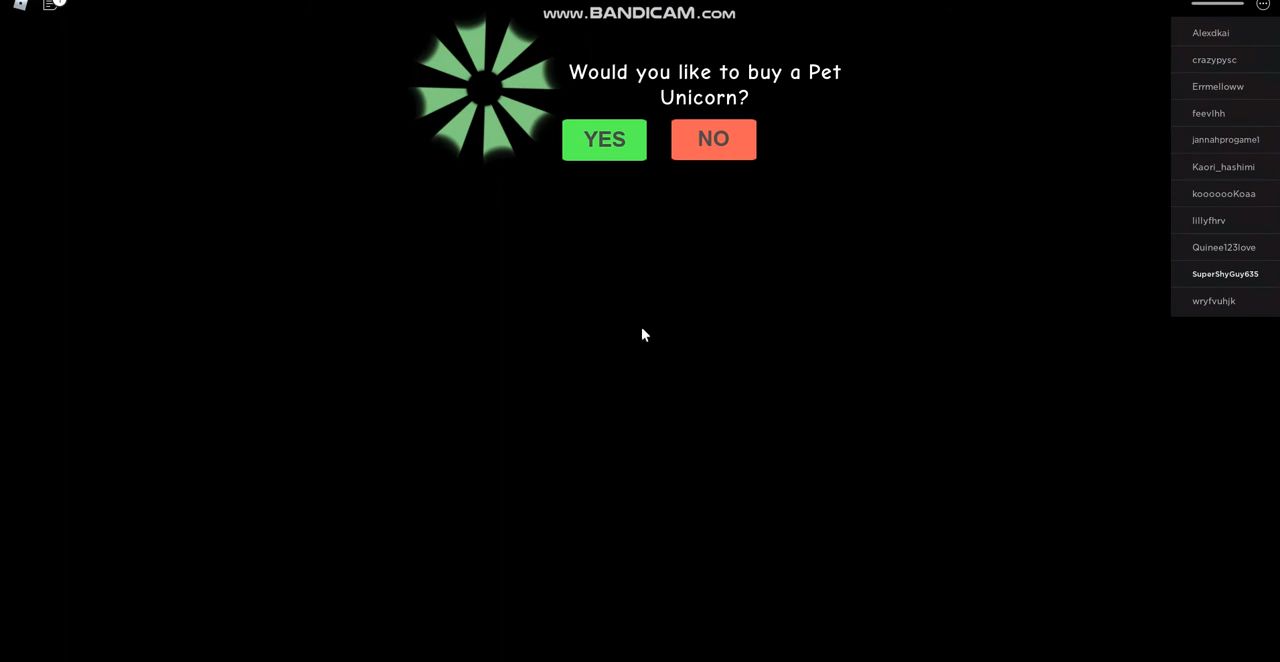 www.BANDICAM.com
Would you like to buy a Pet
Unicorn?
YES
NO
Alexdkai
crazypysc
Errmelloww
feevlhh
jannahprogame1
Kaori_hashimi
kooooooKoaa
lillyfhrv
Quinee123love
SuperShyGuy635
wryfvuhjk